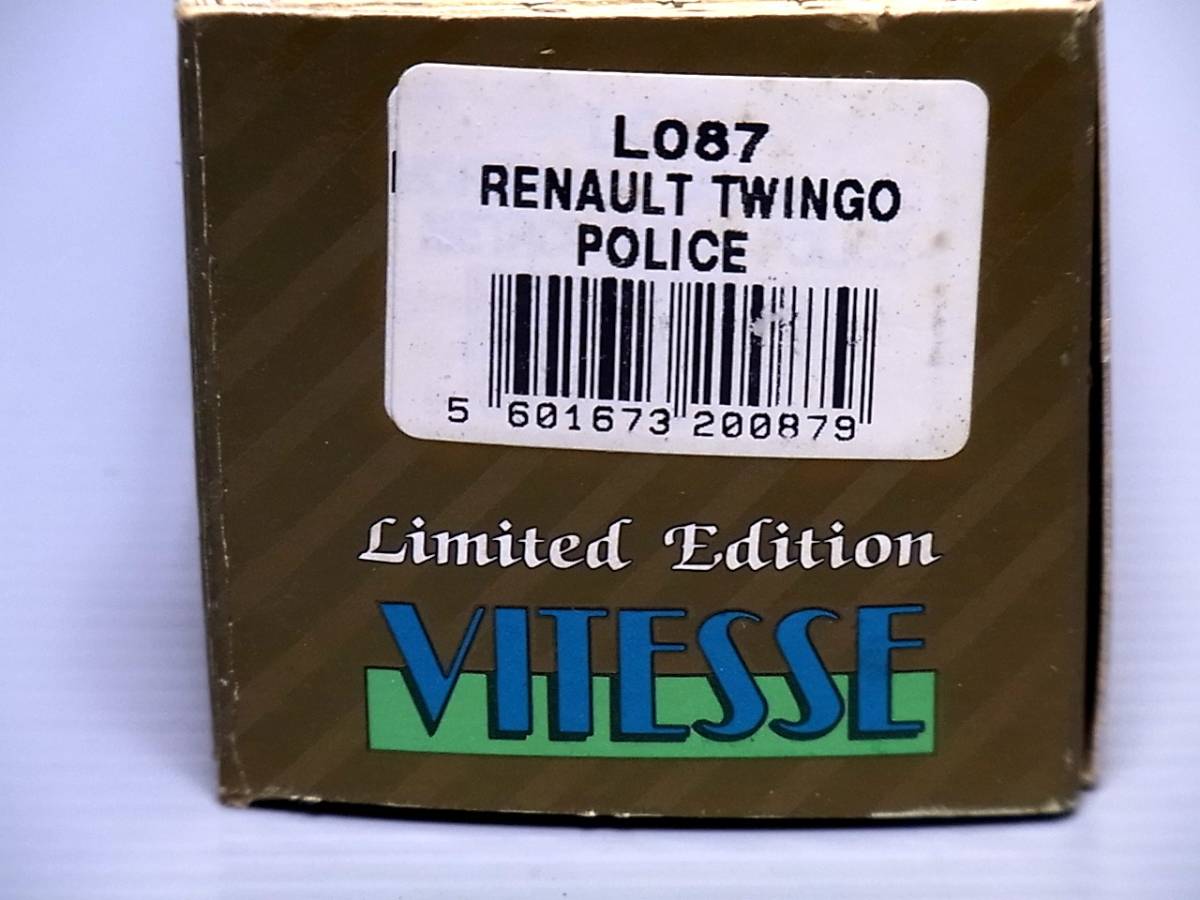 L087
RENAULT TWINGO
POLICE
5 601673 200879
Limited Edition
VITESSE